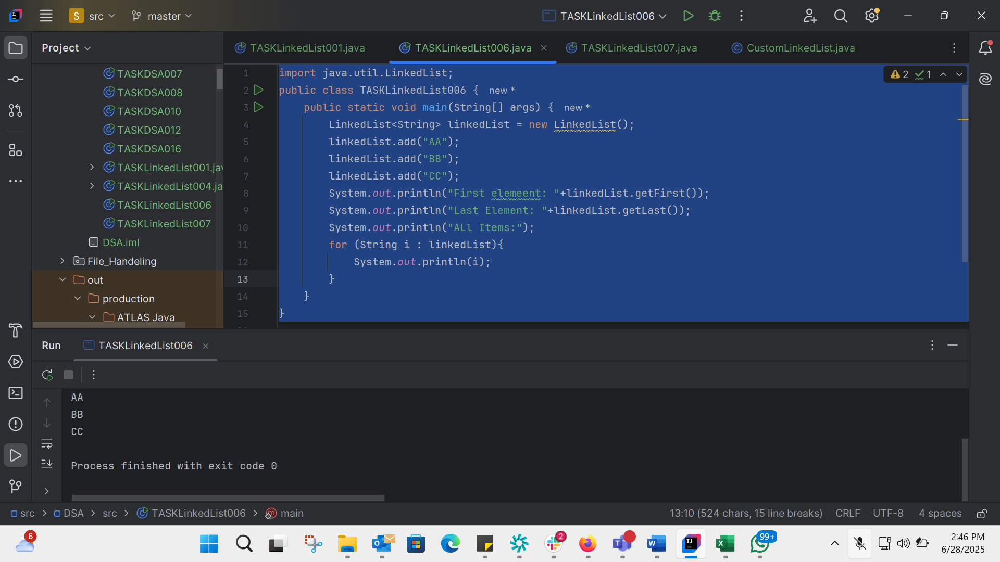 S src master TASKLinkedList006
Project
TASKLinkedList001.java TASKLinkedList006.java TASKLinkedList007.java CustomLinkedList.java
TASKDSA007
TASKDSA008
TASKDSA010
TASKDSA012
TASKDSA016
TASKLinkedList001.jav
TASKLinkedList004.ja
TASKLinkedList006
TASKLinkedList007
DSA.iml
File_Handeling
out
production
ATLAS Java
2 1
1 import java.util.LinkedList;
2 public class TASKLinkedList006 { new *
3 public static void main(String[] args) { new *
4 LinkedList<String> linkedList = new LinkedList();
5 linkedList.add("AA");
6 linkedList.add("BB");
7 linkedList.add("CC");
8 System.out.println("First elemeent: "+linkedList.getFirst());
9 System.out.println("Last Element: "+linkedList.getLast());
10 System.out.println("ALl Items:");
11 for (String i : linkedList){
12 System.out.println(i);
13 }
14 }
15 }
Run TASKLinkedList006
AA
BB
CC
Process finished with exit code 0
src > DSA > src > TASKLinkedList006 > main 13:10 (524 chars, 15 line breaks) CRLF UTF-8 4 spaces
6 2 99+ 2:46 PM
6/28/2025